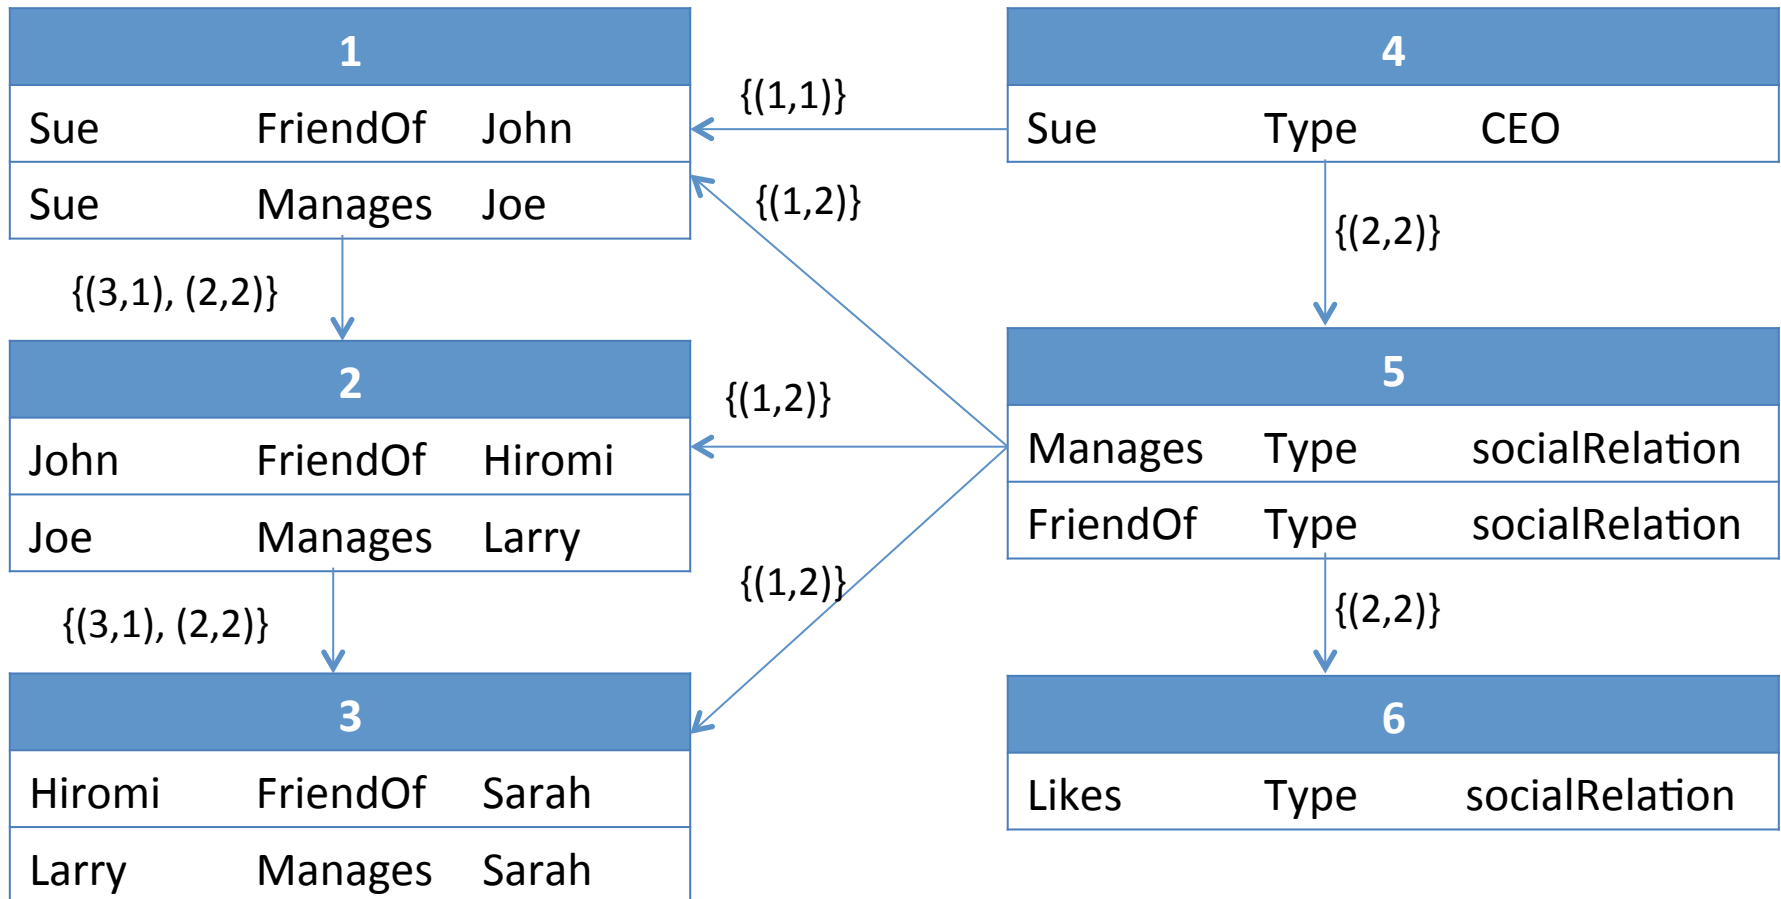 1
Sue FriendOf John
Sue Manages Joe
{(3,1), (2,2)}
2
John FriendOf Hiromi
Joe Manages Larry
{(3,1), (2,2)}
3
Hiromi FriendOf Sarah
Larry Manages Sarah
{(1,1)}
{(1,2)}
{(1,2)}
{(1,2)}
4
Sue Type CEO
{(2,2)}
5
Manages Type socialRelation
FriendOf Type socialRelation
{(2,2)}
6
Likes Type socialRelation